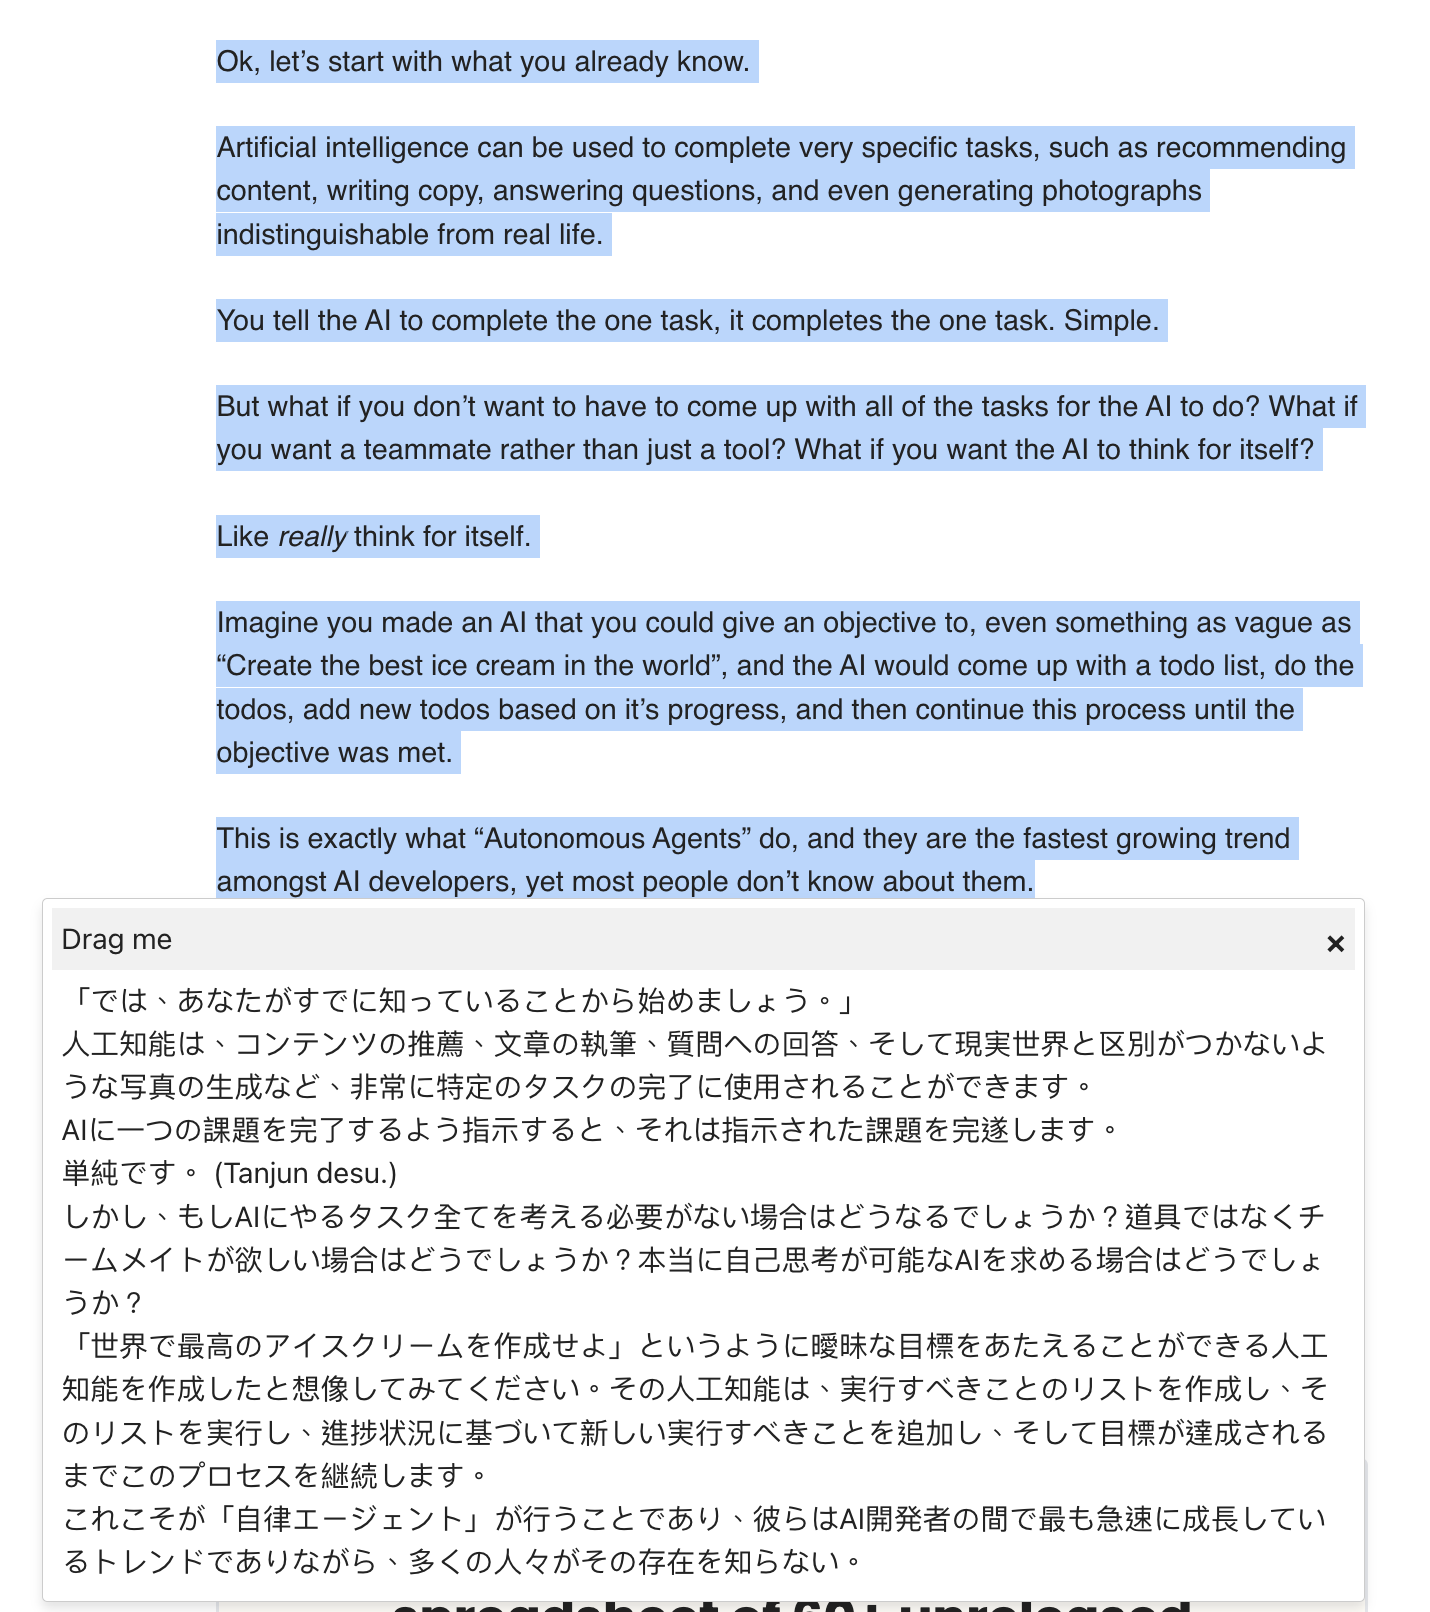 Ok, let’s start with what you already know.
Artificial intelligence can be used to complete very specific tasks, such as recommending
content, writing copy, answering questions, and even generating photographs
indistinguishable from real life.
You tell the AI to complete the one task, it completes the one task. Simple.
But what if you don’t want to have to come up with all of the tasks for the AI to do? What if
you want a teammate rather than just a tool? What if you want the AI to think for itself?
Like really think for itself.
Imagine you made an AI that you could give an objective to, even something as vague as
“Create the best ice cream in the world”, and the AI would come up with a todo list, do the
todos, add new todos based on it’s progress, and then continue this process until the
objective was met.
This is exactly what “Autonomous Agents” do, and they are the fastest growing trend
amongst AI developers, yet most people don’t know about them.
Drag me ×
「では、あなたがすでに知っていることから始めましょう。」
人工知能は、コンテンツの推薦、文章の執筆、質問への回答、そして現実世界と区別がつかないよ
うな写真の生成など、非常に特定のタスクの完了に使用されることができます。
AIに一つの課題を完了するよう指示すると、それは指示された課題を完遂します。
単純です。 (Tanjun desu.)
しかし、もしAIにやるタスク全てを考える必要がない場合はどうなるでしょうか？道具ではなくチ
ームメイトが欲しい場合はどうでしょうか？本当に自己思考が可能なAIを求める場合はどうでしょ
うか？
「世界で最高のアイスクリームを作成せよ」というように曖昧な目標をあたえることができる人工
知能を作成したと想像してみてください。その人工知能は、実行すべきことのリストを作成し、そ
のリストを実行し、進捗状況に基づいて新しい実行すべきことを追加し、そして目標が達成される
までこのプロセスを継続します。
これこそが「自律エージェント」が行うことであり、彼らはAI開発者の間で最も急速に成長してい
るトレンドでありながら、多くの人々がその存在を知らない。
spreadsheet of 60+ unreleased